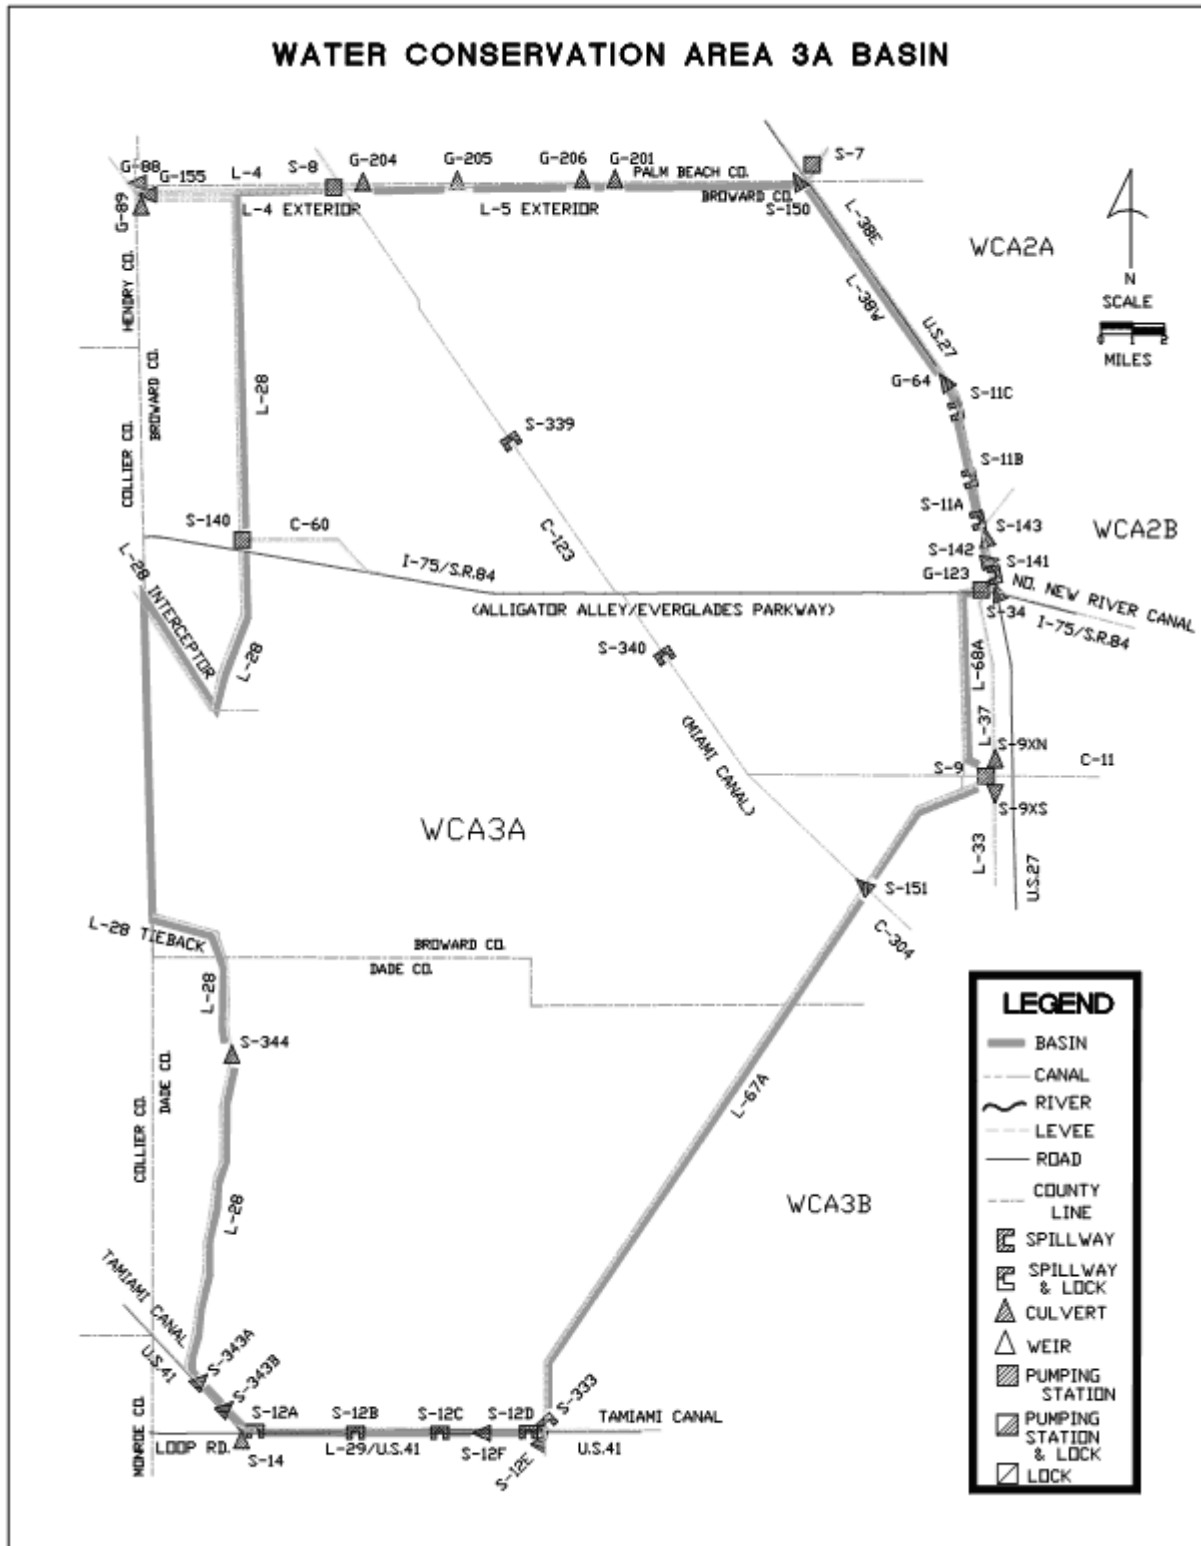 WATER CONSERVATION AREA 3A BASIN
S-7
G-88
G-155
L-4
S-8
G-204
G-205
G-206
G-201
PALM BEACH CO.
BROWARD CO.
G-89
L-4 EXTERIOR
L-5 EXTERIOR
S-150
L-38E
WCA2A
HENDRY CO.
L-38W
N
SCALE
0 1 2
MILES
U.S.27
BROWARD CO.
L-28
G-64
S-11C
COLLIER CO.
S-339
S-11B
S-11A
S-140
C-60
C-123
S-143
WCA2B
S-142
S-141
L-28 INTERCEPTOR
I-75/S.R.84
G-123
NO. NEW RIVER CANAL
(ALLIGATOR ALLEY/EVERGLADES PARKWAY)
S-34
I-75/S.R.84
S-340
L-28
L-68A
(MIAMI CANAL)
L-37
S-9XN
S-9
C-11
S-9XS
WCA3A
L-33
U.S.27
S-151
L-28 TIEBACK
C-304
BROWARD CO.
DADE CO.
L-28
S-344
DADE CO.
COLLIER CO.
L-67A
L-28
WCA3B
TAMIAMI CANAL
U.S.41
S-343A
S-343B
S-12A
S-12B
S-12C
S-12D
S-333
TAMIAMI CANAL
MONROE CO.
LOOP RD.
S-14
L-29/U.S.41
S-12F
S-12E
U.S.41
LEGEND
BASIN
CANAL
RIVER
LEVEE
ROAD
COUNTY
LINE
SPILLWAY
SPILLWAY
& LOCK
CULVERT
WEIR
PUMPING
STATION
PUMPING
STATION
& LOCK
LOCK